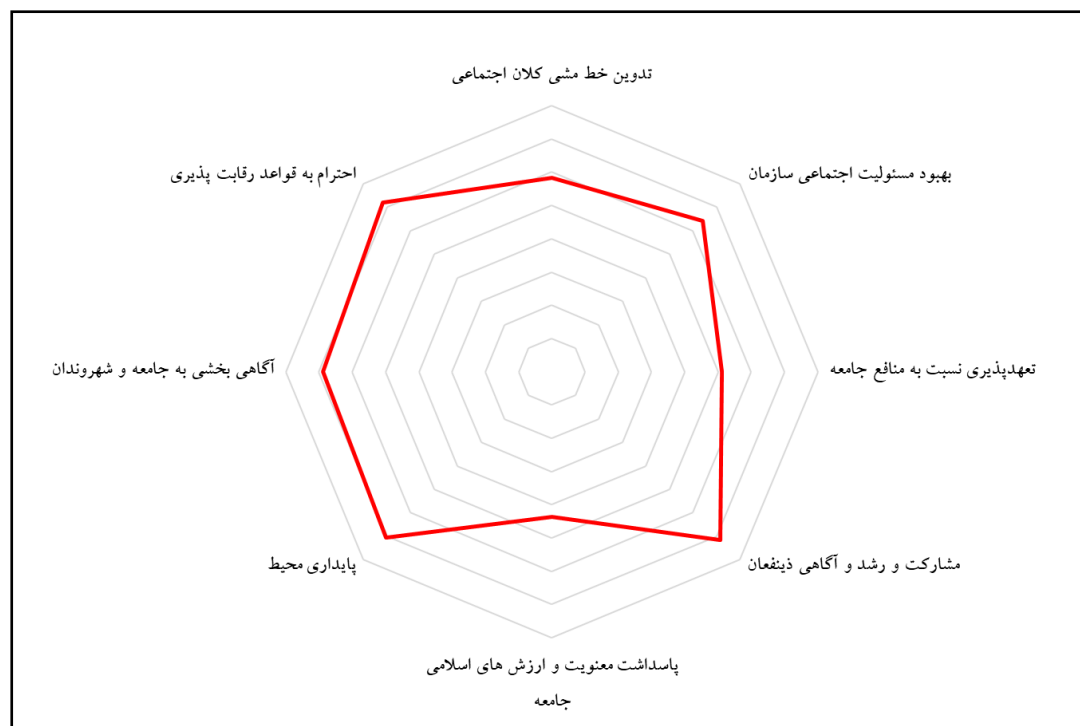 تدوین خط مشی کلان اجتماعی
بهبود مسئولیت اجتماعی سازمان
تعهدپذیری نسبت به منافع جامعه
مشارکت و رشد و آگاهی ذینفعان
پاسداشت معنویت و ارزش های اسلامی
جامعه
پایداری محیط
آگاهی بخشی به جامعه و شهروندان
احترام به قواعد رقابت پذیری